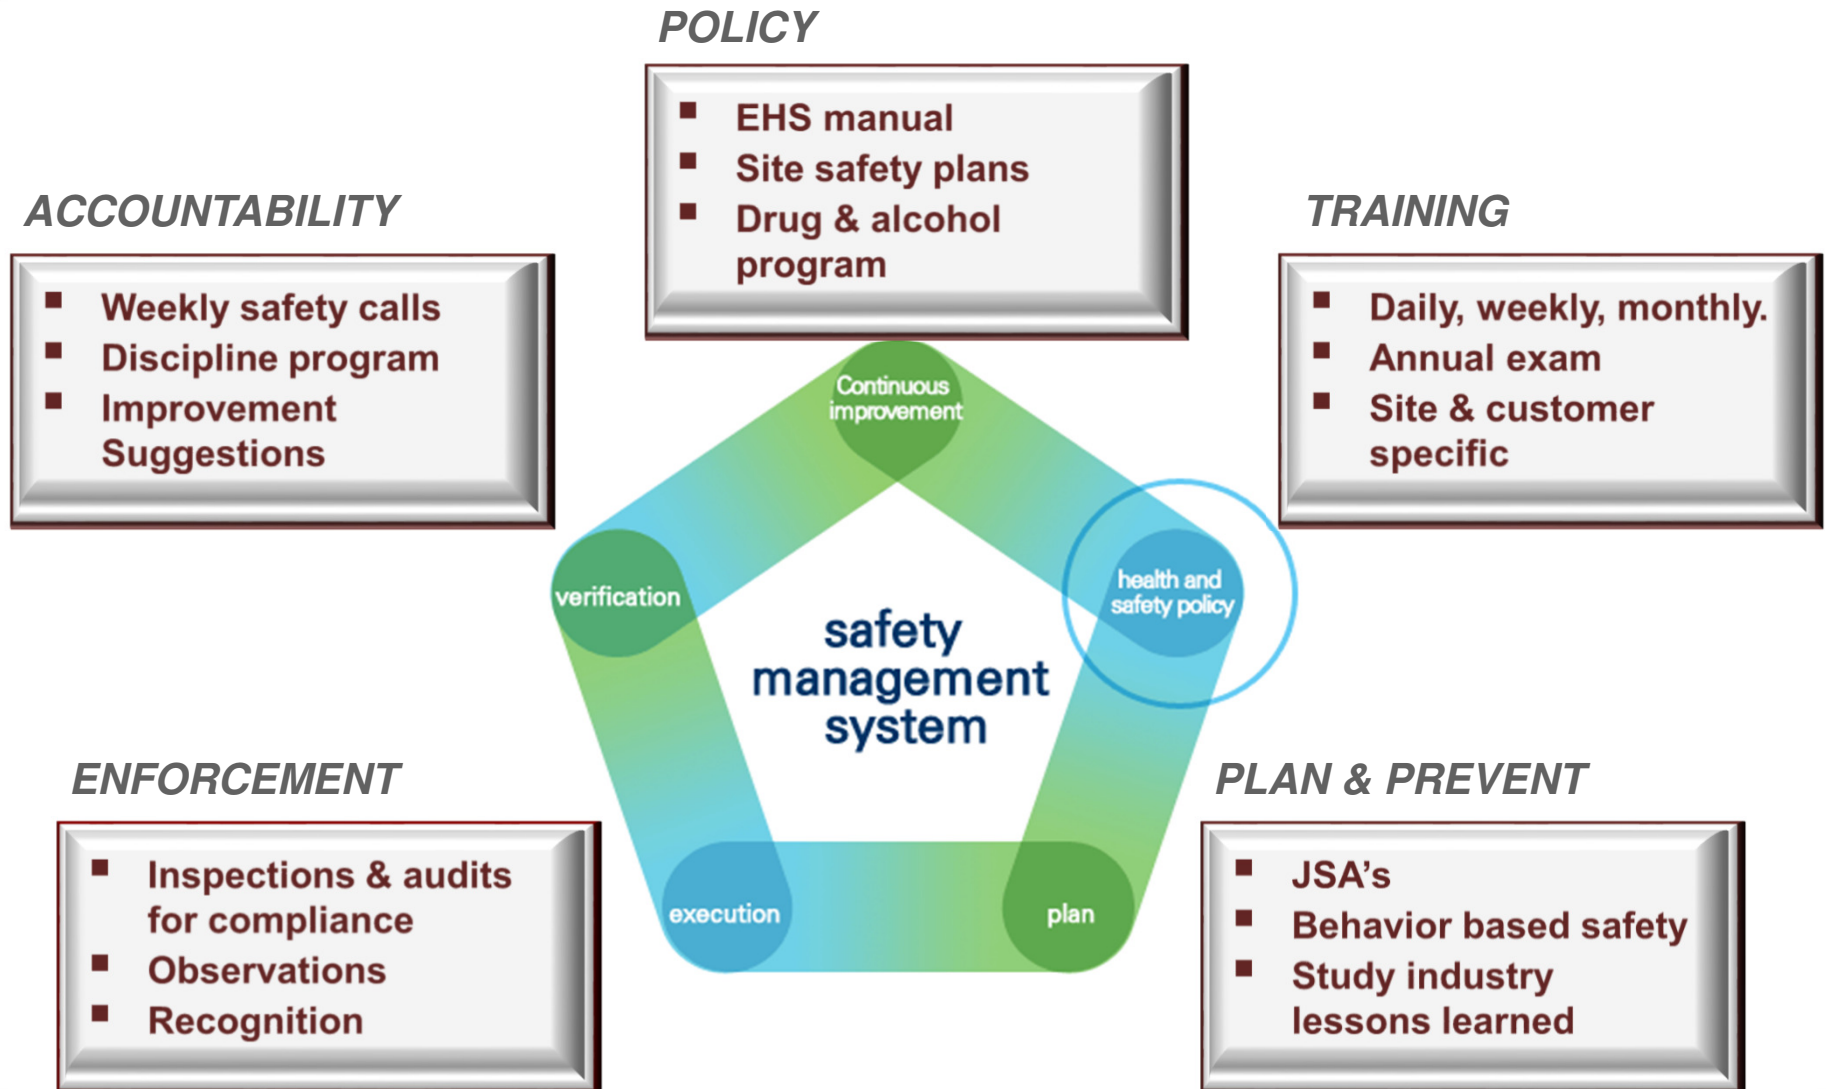 POLICY
EHS manual
Site safety plans
Drug & alcohol
program
ACCOUNTABILITY
Weekly safety calls
Discipline program
Improvement
Suggestions
TRAINING
Daily, weekly, monthly.
Annual exam
Site & customer
specific
Continuous
improvement
health and
safety policy
verification
safety
management
system
execution
plan
ENFORCEMENT
Inspections & audits
for compliance
Observations
Recognition
PLAN & PREVENT
JSA’s
Behavior based safety
Study industry
lessons learned